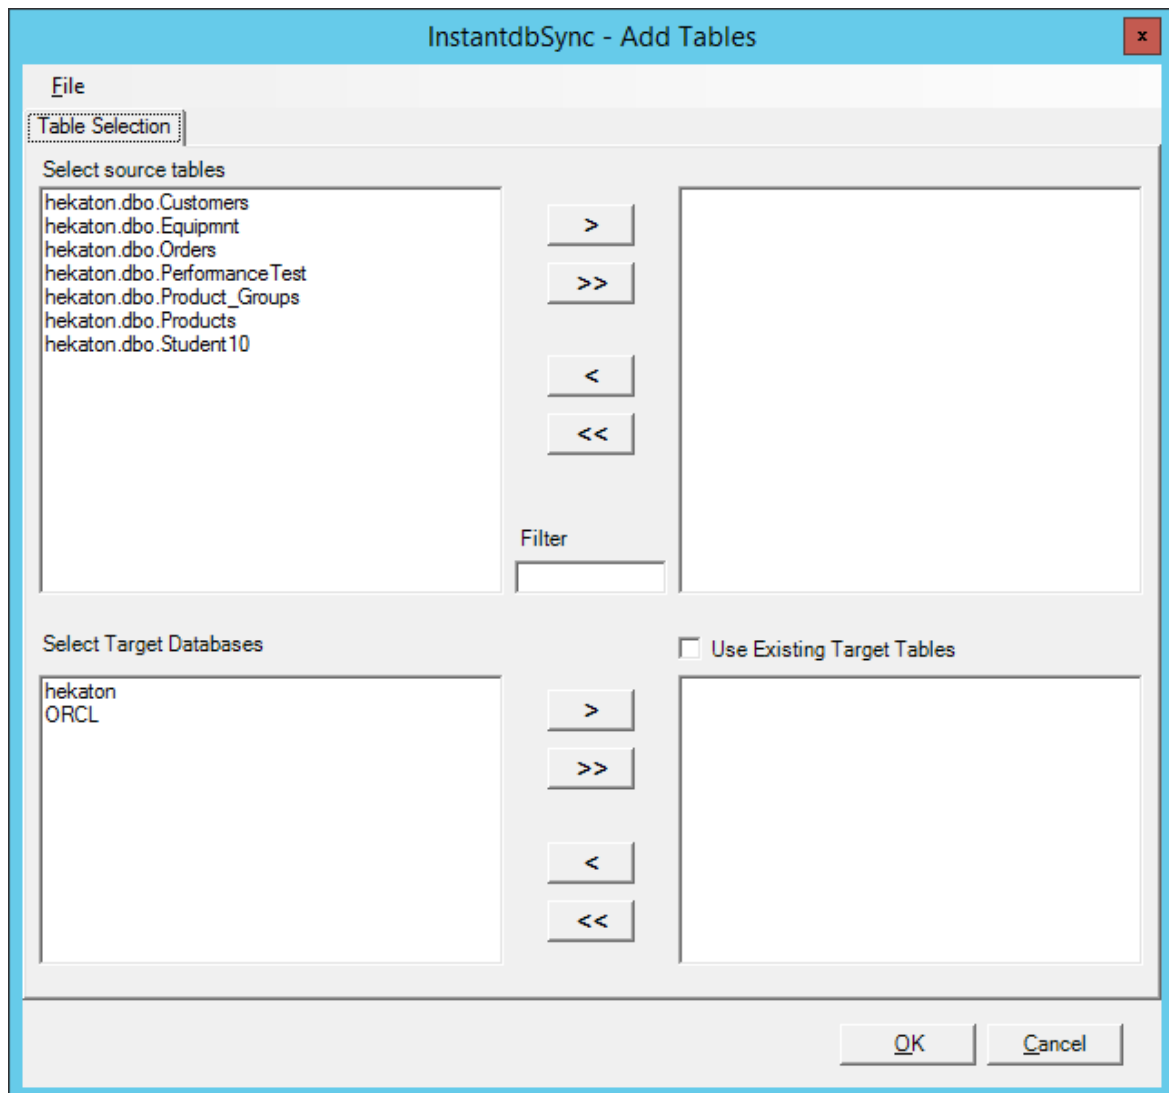 InstantdbSync - Add Tables
x
File
Table Selection
Select source tables
hekaton.dbo.Customers
hekaton.dbo.Equipmnt
hekaton.dbo.Orders
hekaton.dbo.PerformanceTest
hekaton.dbo.Product_Groups
hekaton.dbo.Products
hekaton.dbo.Student10
>
>>
<
<<
Filter
Select Target Databases
Use Existing Target Tables
hekaton
ORCL
>
>>
<
<<
OK
Cancel